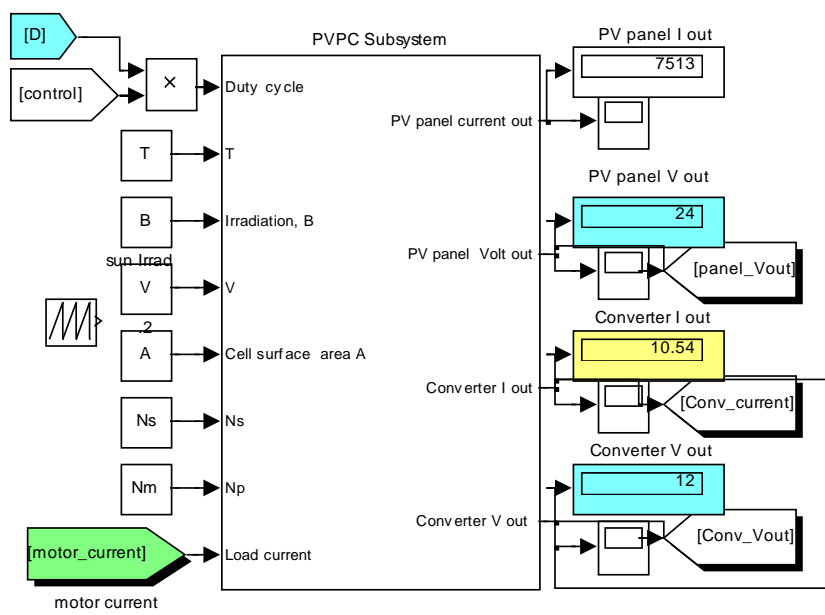 [D]
[control]
×
T
B
sun Irrad
V
.2
A
Ns
Nm
[motor_current]
motor current
PVPC Subsystem
Duty cycle
T
Irradiation, B
V
Cell surface area A
Ns
Np
Load current
PV panel current out
PV panel Volt out
Converter I out
Converter V out
PV panel I out
7513
PV panel V out
24
[panel_Vout]
Converter I out
10.54
[Conv_current]
Converter V out
12
[Conv_Vout]